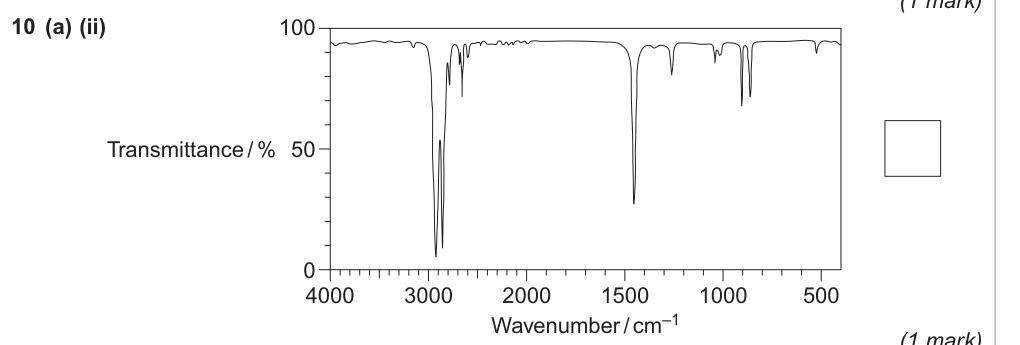 (1 mark)
10 (a) (ii)
100
Transmittance / %
50
0
4000 3000 2000 1500 1000 500
Wavenumber / cm–1
(1 mark)